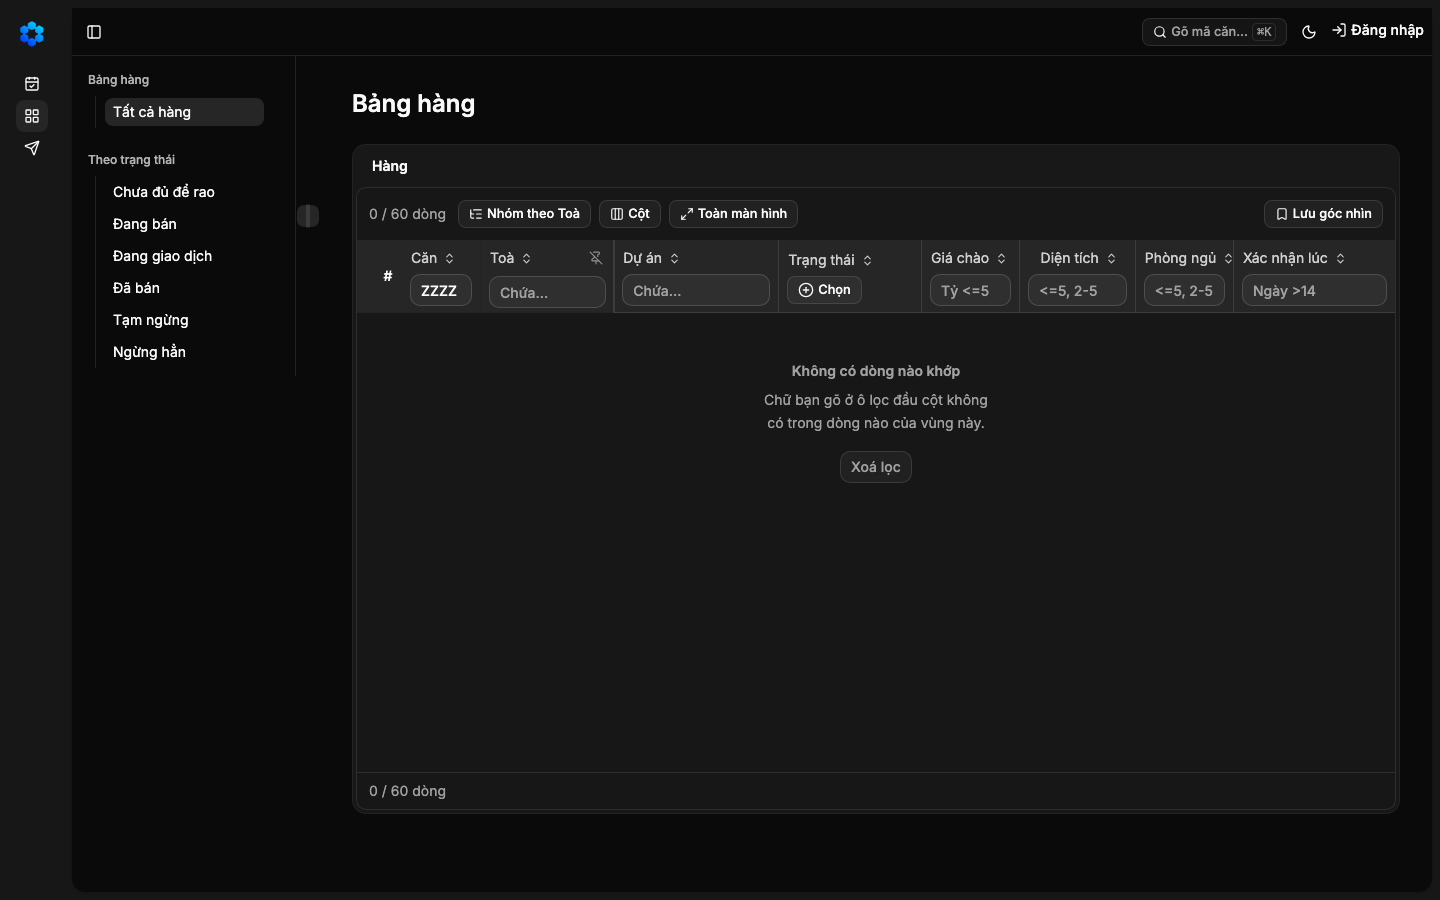 Gõ mã căn... ⌘K
Đăng nhập
Bảng hàng
Tất cả hàng
Theo trạng thái
Chưa đủ để rao
Đang bán
Đang giao dịch
Đã bán
Tạm ngừng
Ngừng hẳn
Bảng hàng
Hàng
0 / 60 dòng
Nhóm theo Toà
Cột
Toàn màn hình
Lưu góc nhìn
# Căn Toà Dự án Trạng thái Giá chào Diện tích Phòng ngủ Xác nhận lúc
ZZZZ Chứa... Chứa... Chọn Tỷ <=5 <=5, 2-5 <=5, 2-5 Ngày >14
Không có dòng nào khớp
Chữ bạn gõ ở ô lọc đầu cột không
có trong dòng nào của vùng này.
Xoá lọc
0 / 60 dòng